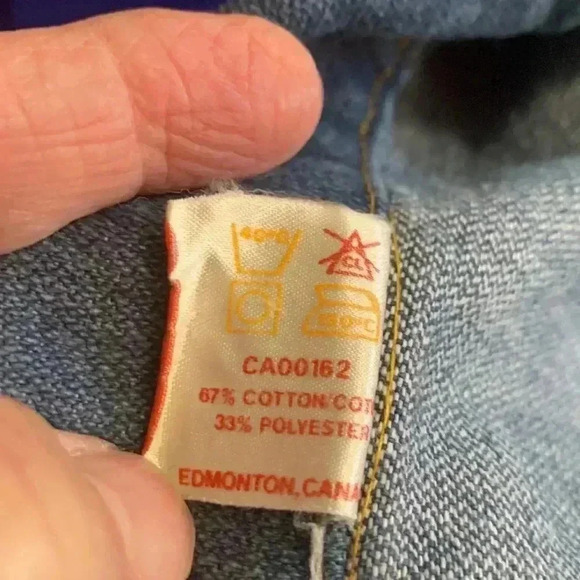 40°C
CL
CA00162
67% COTTON/COT
33% POLYESTER
EDMONTON, CANA